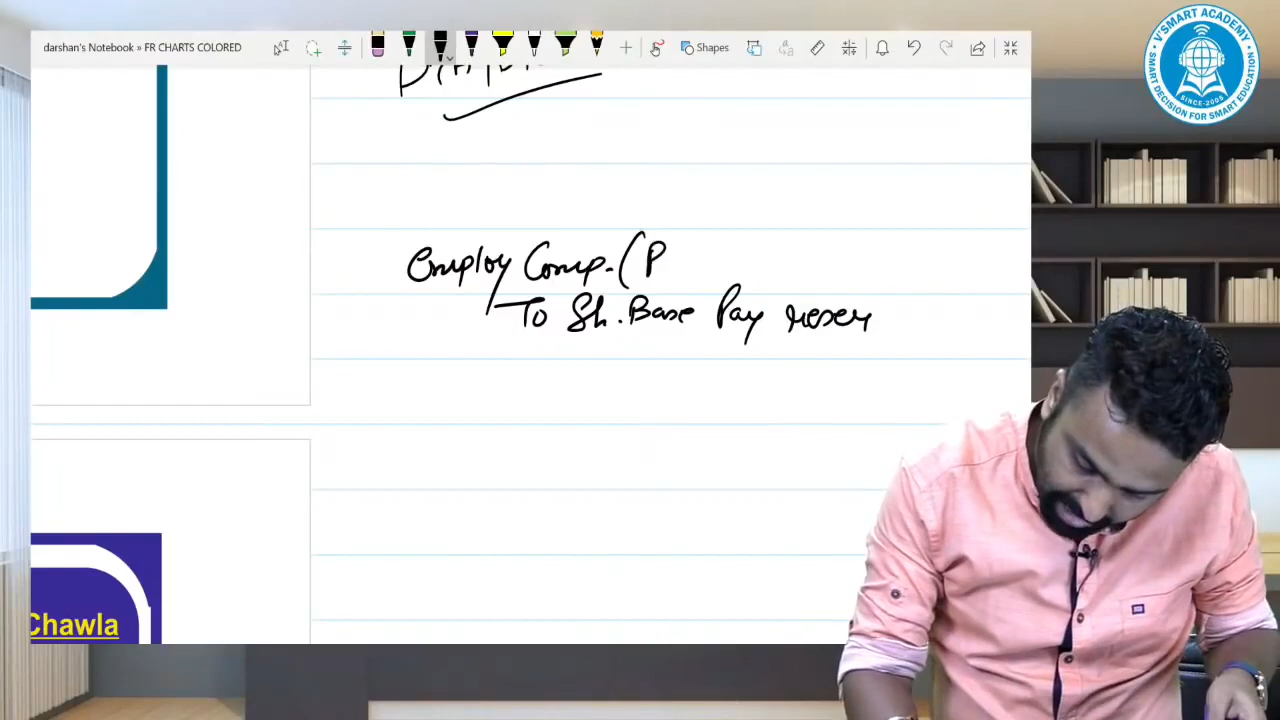 darshan's Notebook » FR CHARTS COLORED
Shapes
V'SMART ACADEMY
SINCE-2005
SMART DECISION FOR SMART EDUCATION
Employ Comp. (P
To Sh. Base Pay reser
Chawla